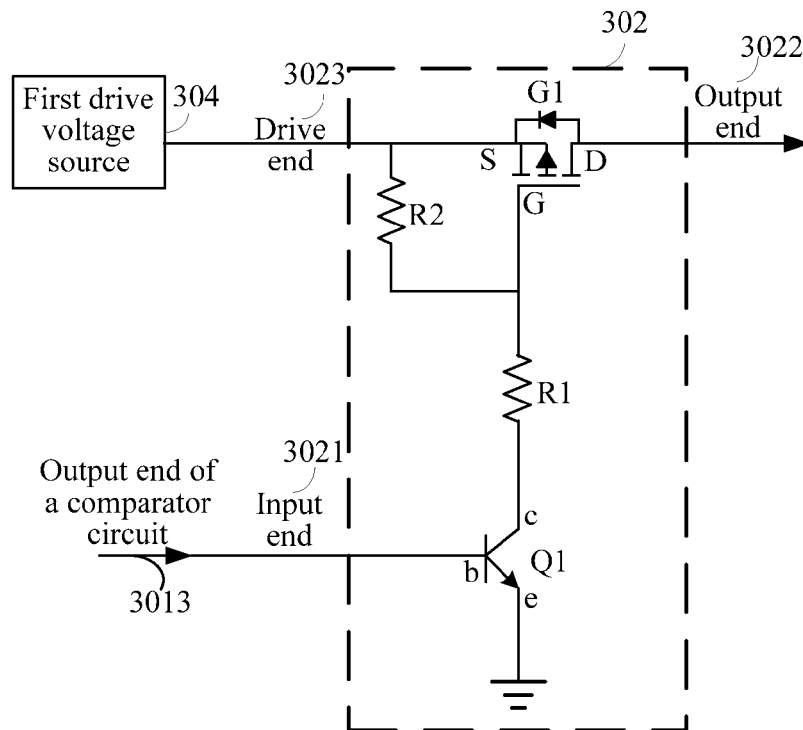 302
3022
3023
304
First drive
voltage
source
Drive
end
G1
Output
end
S
D
G
R2
R1
3021
Output end of
a comparator
circuit
Input
end
c
b
Q1
e
3013